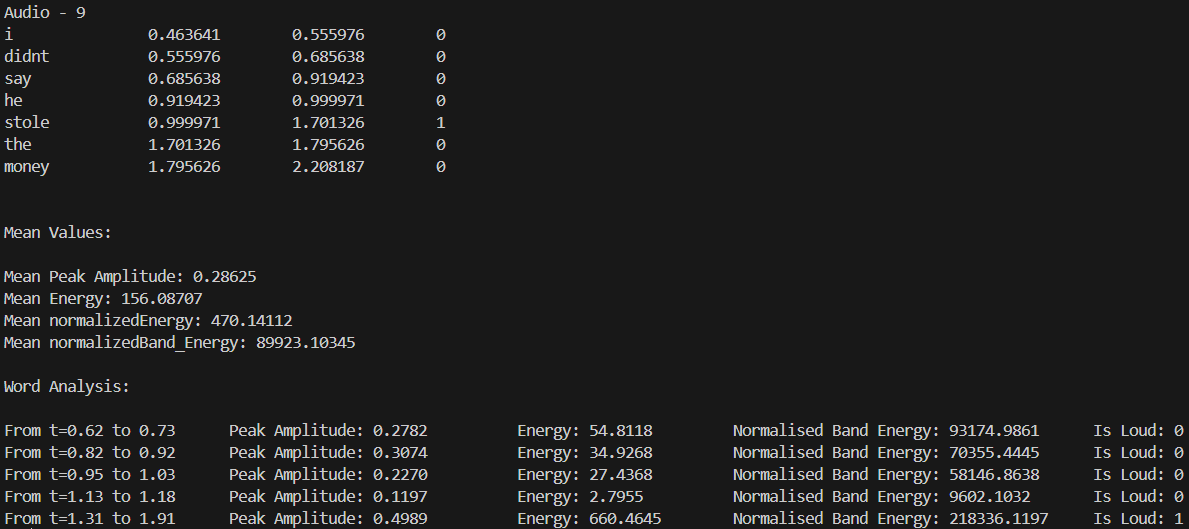 Audio - 9
i 0.463641 0.555976 0
didnt 0.555976 0.685638 0
say 0.685638 0.919423 0
he 0.919423 0.999971 0
stole 0.999971 1.701326 1
the 1.701326 1.795626 0
money 1.795626 2.208187 0
Mean Values:
Mean Peak Amplitude: 0.28625
Mean Energy: 156.08707
Mean normalizedEnergy: 470.14112
Mean normalizedBand_Energy: 89923.10345
Word Analysis:
From t=0.62 to 0.73 Peak Amplitude: 0.2782 Energy: 54.8118 Normalised Band Energy: 93174.9861 Is Loud: 0
From t=0.82 to 0.92 Peak Amplitude: 0.3074 Energy: 34.9268 Normalised Band Energy: 70355.4445 Is Loud: 0
From t=0.95 to 1.03 Peak Amplitude: 0.2270 Energy: 27.4368 Normalised Band Energy: 58146.8638 Is Loud: 0
From t=1.13 to 1.18 Peak Amplitude: 0.1197 Energy: 2.7955 Normalised Band Energy: 9602.1032 Is Loud: 0
From t=1.31 to 1.91 Peak Amplitude: 0.4989 Energy: 660.4645 Normalised Band Energy: 218336.1197 Is Loud: 1